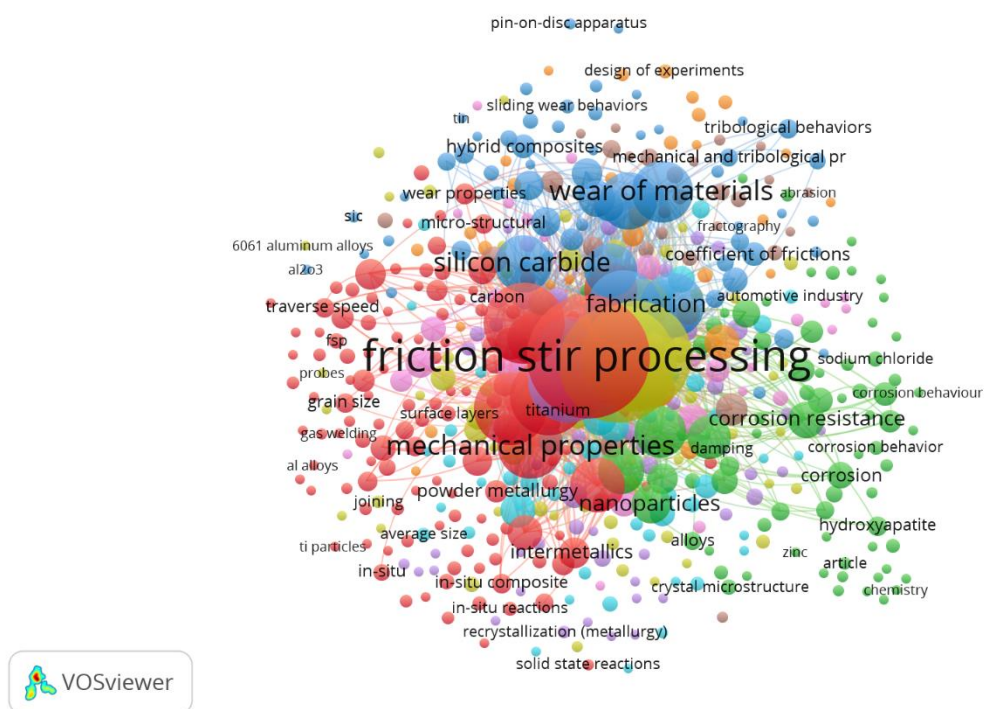 pin-on-disc apparatus
design of experiments
sliding wear behaviors
tin
tribological behaviors
hybrid composites
mechanical and tribological pr
wear properties
wear of materials
abrasion
sic
micro-structural
fractography
6061 aluminum alloys
silicon carbide
coefficient of frictions
al2o3
carbon
fabrication
automotive industry
traverse speed
fsp
friction stir processing
sodium chloride
probes
corrosion behaviour
grain size
surface layers
titanium
corrosion resistance
gas welding
mechanical properties
damping
corrosion behavior
al alloys
powder metallurgy
corrosion
joining
nanoparticles
hydroxyapatite
average size
alloys
ti particles
intermetallics
zinc
in-situ
article
in-situ composite
crystal microstructure
chemistry
in-situ reactions
recrystallization (metallurgy)
solid state reactions
VOSviewer